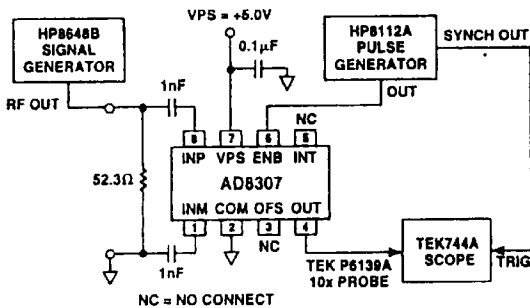 HP8648B
SIGNAL
GENERATOR
VPS = +5.0V
0.1µF
HP8112A
PULSE
GENERATOR
SYNCH OUT
OUT
RF OUT
1nF
NC
8
7
6
5
INP
VPS
ENB
INT
AD8307
52.3Ω
INM
COM
OFS
OUT
1
2
3
4
NC
1nF
TEK P6139A
10x PROBE
TEK744A
SCOPE
TRIG
NC = NO CONNECT